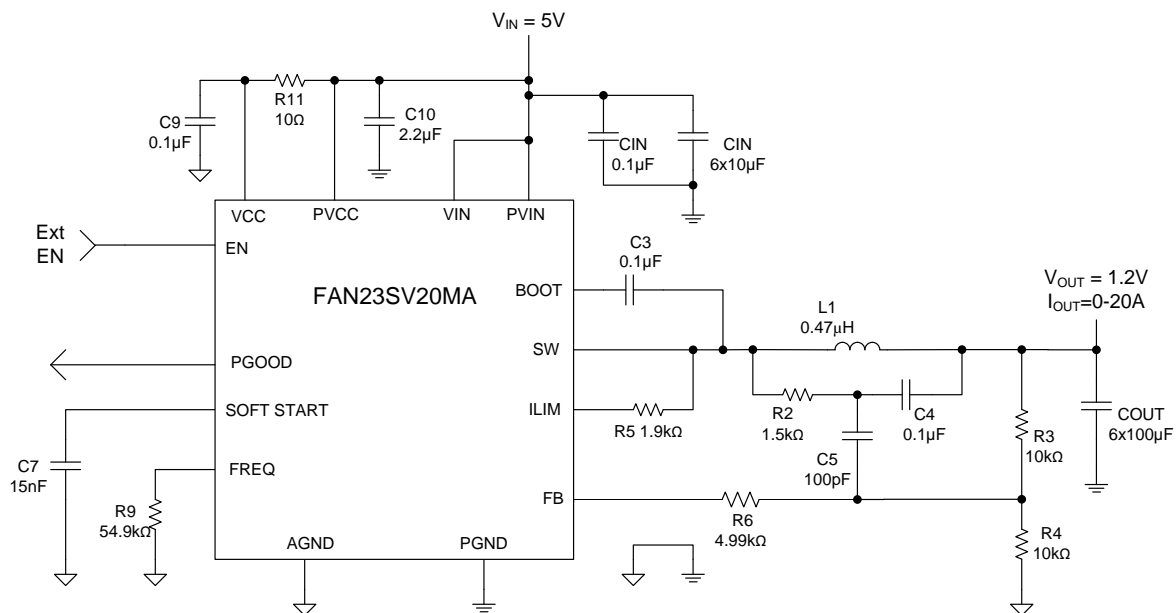 VIN = 5V
R11
10Ω
C9
0.1µF
C10
2.2µF
CIN
0.1µF
CIN
6x10µF
VCC
PVCC
VIN
PVIN
Ext
EN
EN
C3
0.1µF
FAN23SV20MA
BOOT
VOUT = 1.2V
IOUT=0-20A
L1
0.47µH
SW
PGOOD
SOFT START
ILIM
R5 1.9kΩ
R2
1.5kΩ
C4
0.1µF
COUT
6x100µF
R3
10kΩ
C7
15nF
FREQ
C5
100pF
R9
54.9kΩ
FB
R6
4.99kΩ
R4
10kΩ
AGND
PGND